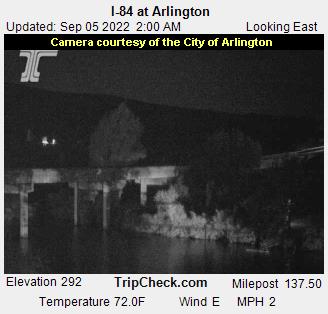 I-84 at Arlington
Updated: Sep 05 2022 2:00 AM Looking East
Camera courtesy of the City of Arlington
Elevation 292 TripCheck.com Milepost 137.50
Temperature 72.0F Wind E MPH 2